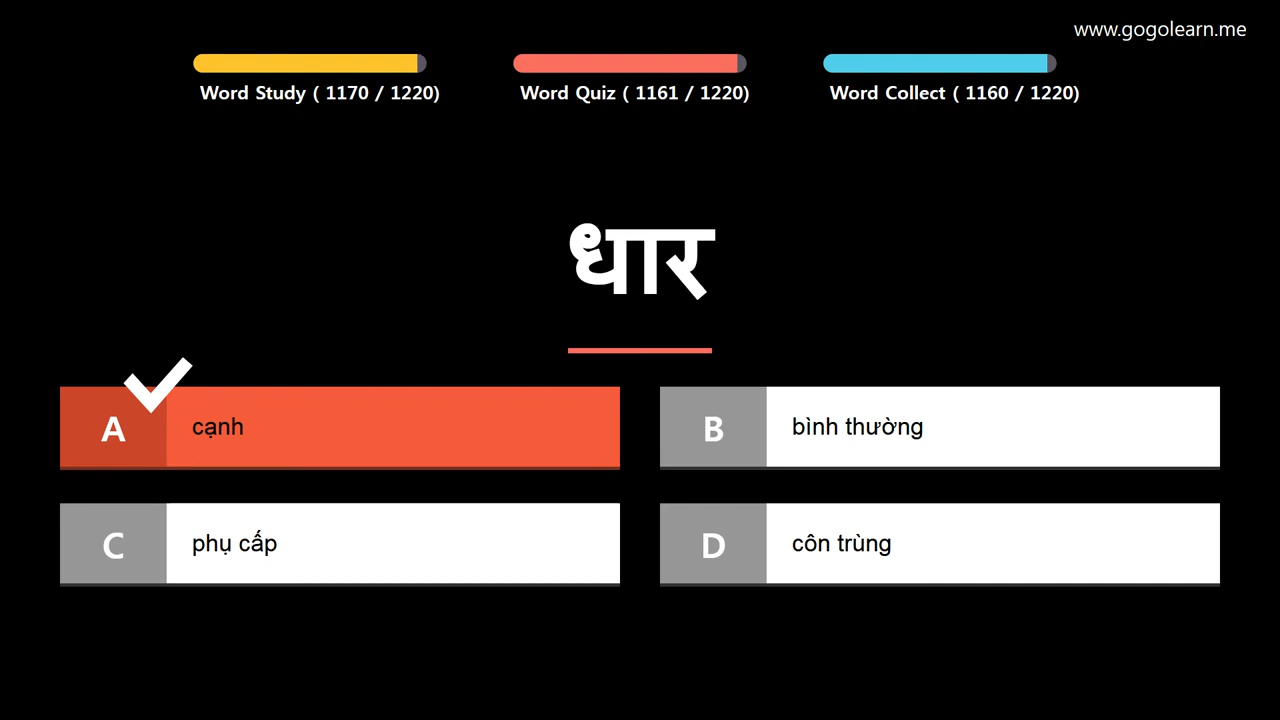 www.gogolearn.me
Word Study ( 1170 / 1220)
Word Quiz ( 1161 / 1220)
Word Collect ( 1160 / 1220)
धार
A cạnh
B bình thường
C phụ cấp
D côn trùng